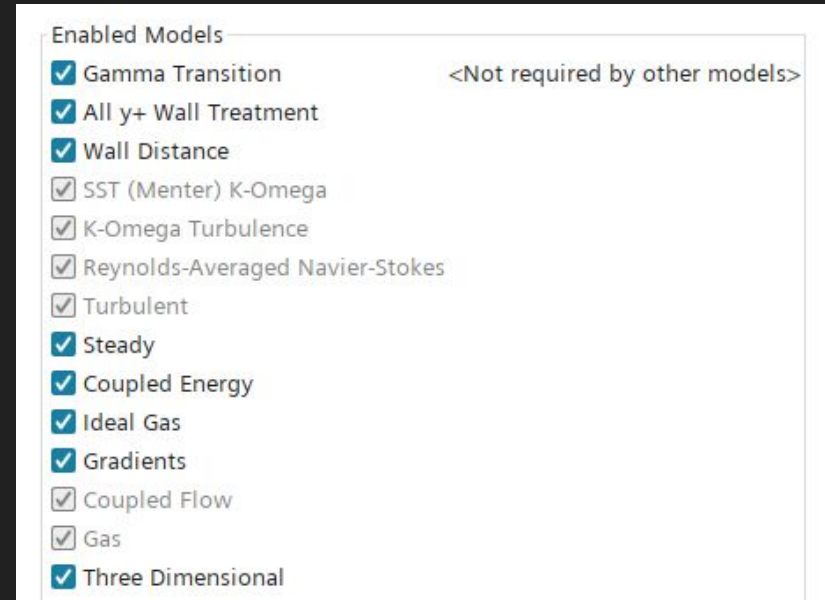 Enabled Models
Gamma Transition <Not required by other models>
All y+ Wall Treatment
Wall Distance
SST (Menter) K-Omega
K-Omega Turbulence
Reynolds-Averaged Navier-Stokes
Turbulent
Steady
Coupled Energy
Ideal Gas
Gradients
Coupled Flow
Gas
Three Dimensional